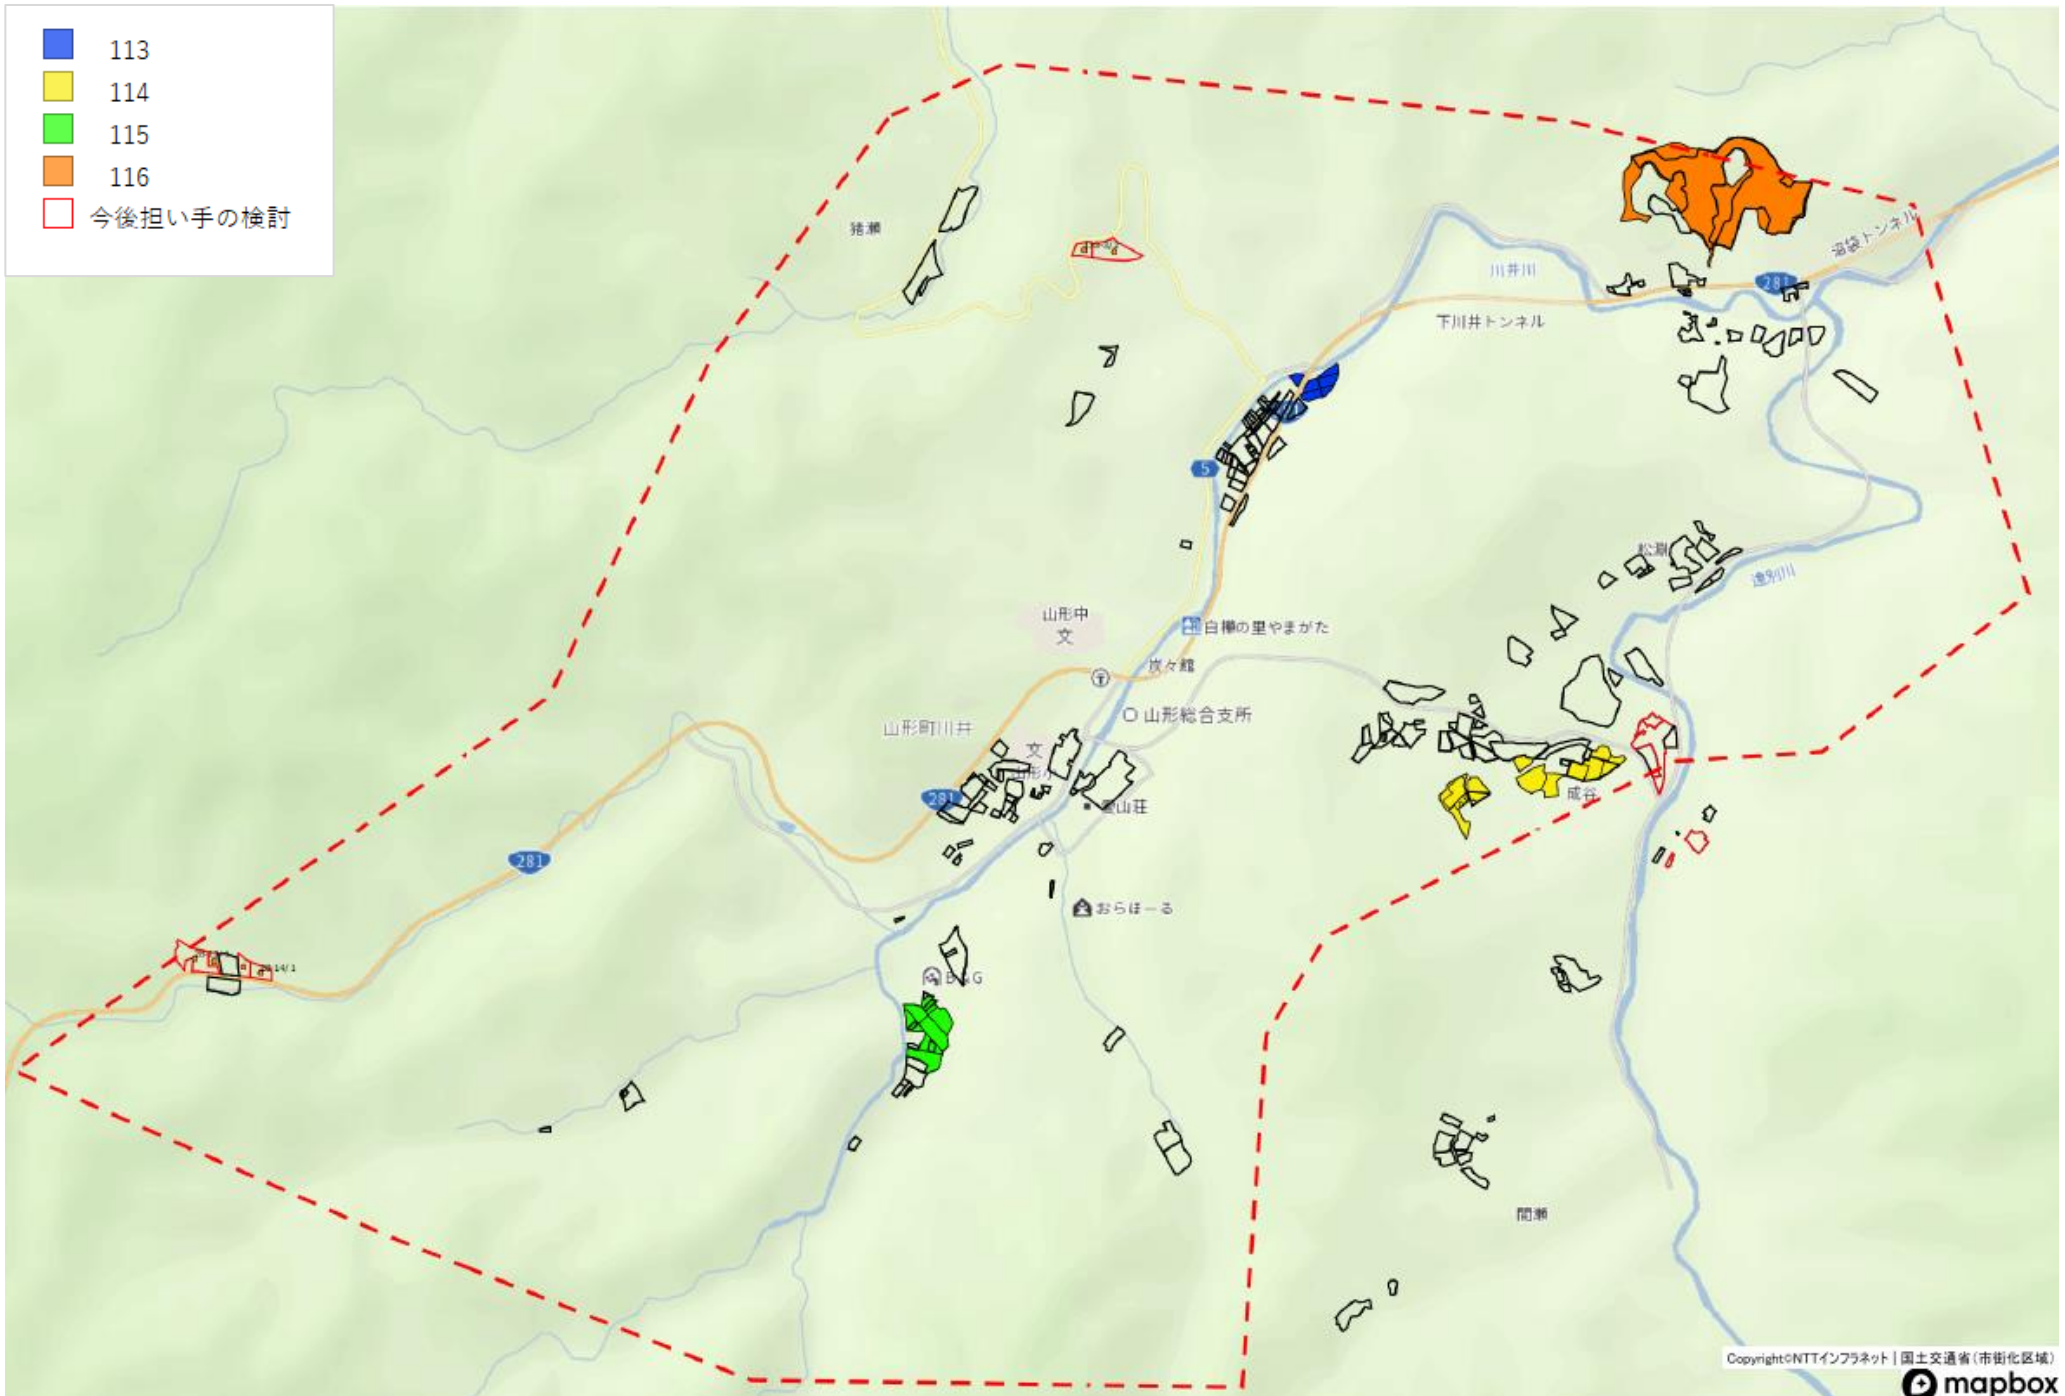 113
114
115
116
今後担い手の検討
猪瀬
沼袋トンネル
川井川
281
下川井トンネル
5
松淵
遠別川
山形中
文
白樺の里やまがた
炭々館
山形総合支所
山形町川井
文
山形小
281
成谷
281
おらほーる
B&G
間瀬
Copyright©NTTインフラネット | 国土交通省(市街化区域)
mapbox